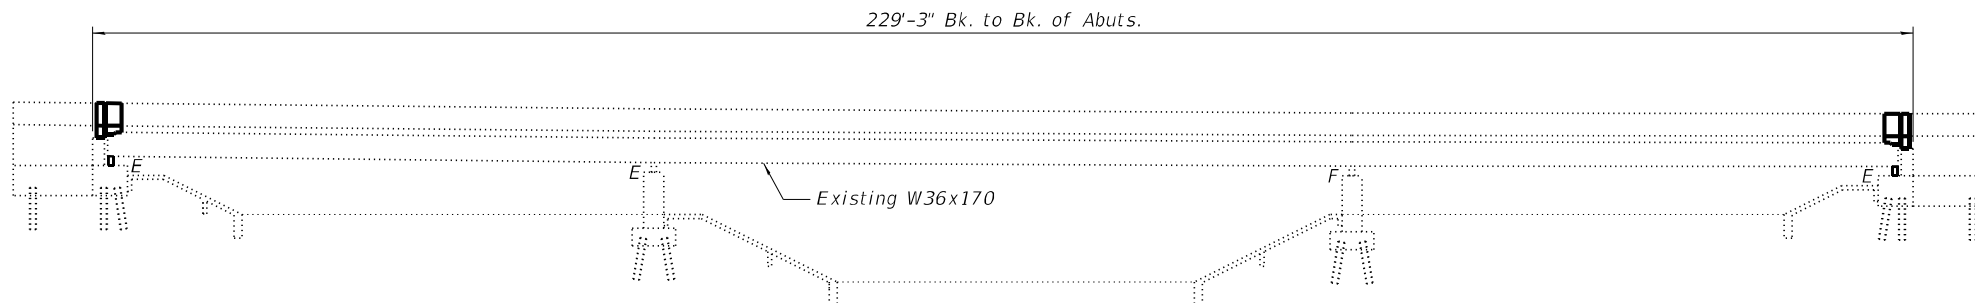 229'-3" Bk. to Bk. of Abuts.
E
E
F
E
Existing W36x170